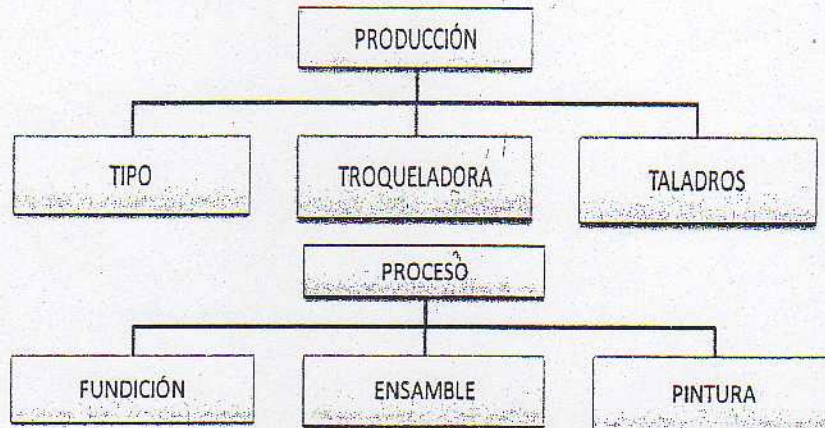 PRODUCCIÓN
TIPO
TROQUELADORA
TALADROS
PROCESO
FUNDICIÓN
ENSAMBLE
PINTURA